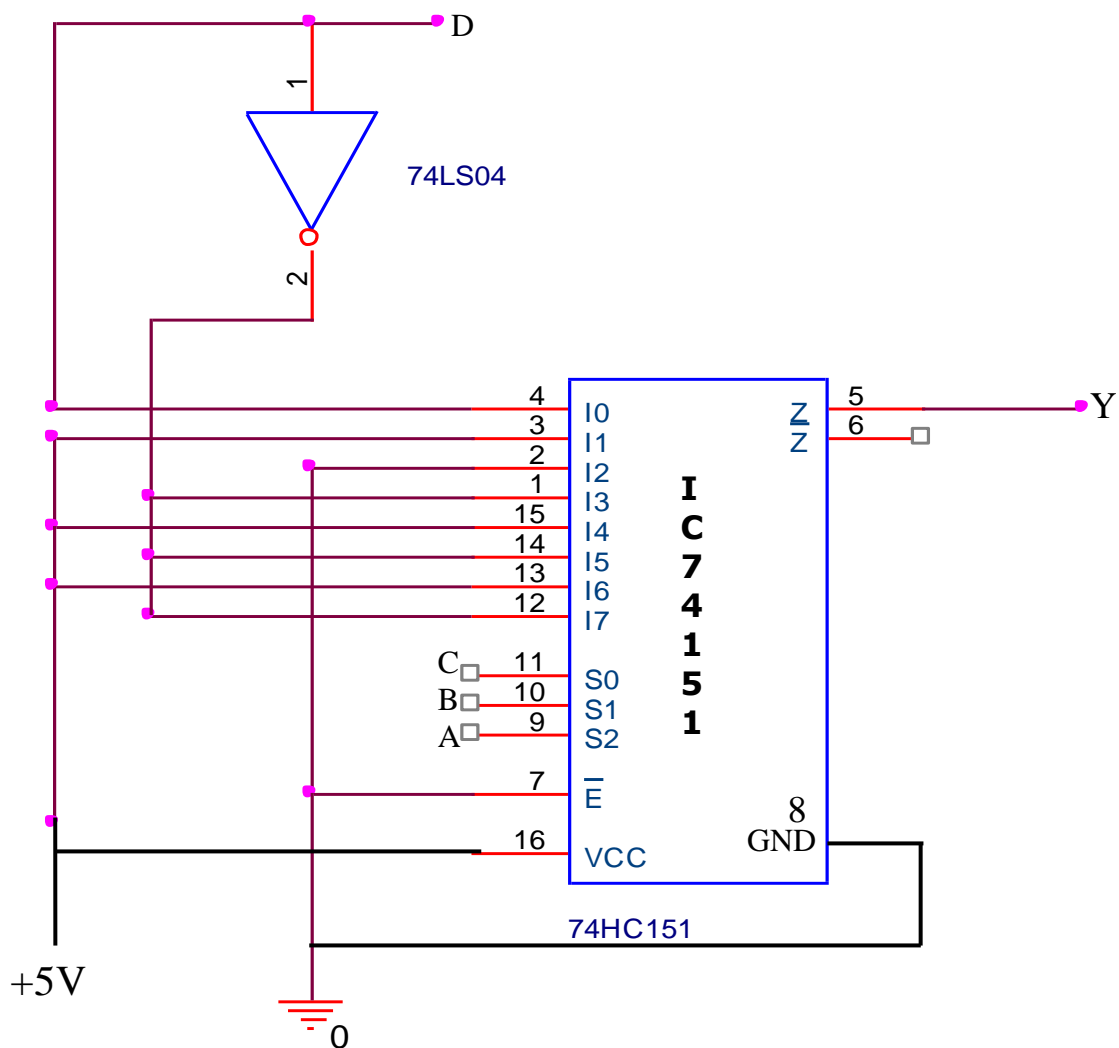 D
1
74LS04
2
4 I0 Z 5 Y
3 I1 Z 6
2 I2
1 I3
15 I4
14 I5
13 I6
12 I7
I
C
7
4
1
5
1
C 11 S0
B 10 S1
A 9 S2
7 E
8
16 VCC GND
74HC151
+5V
0